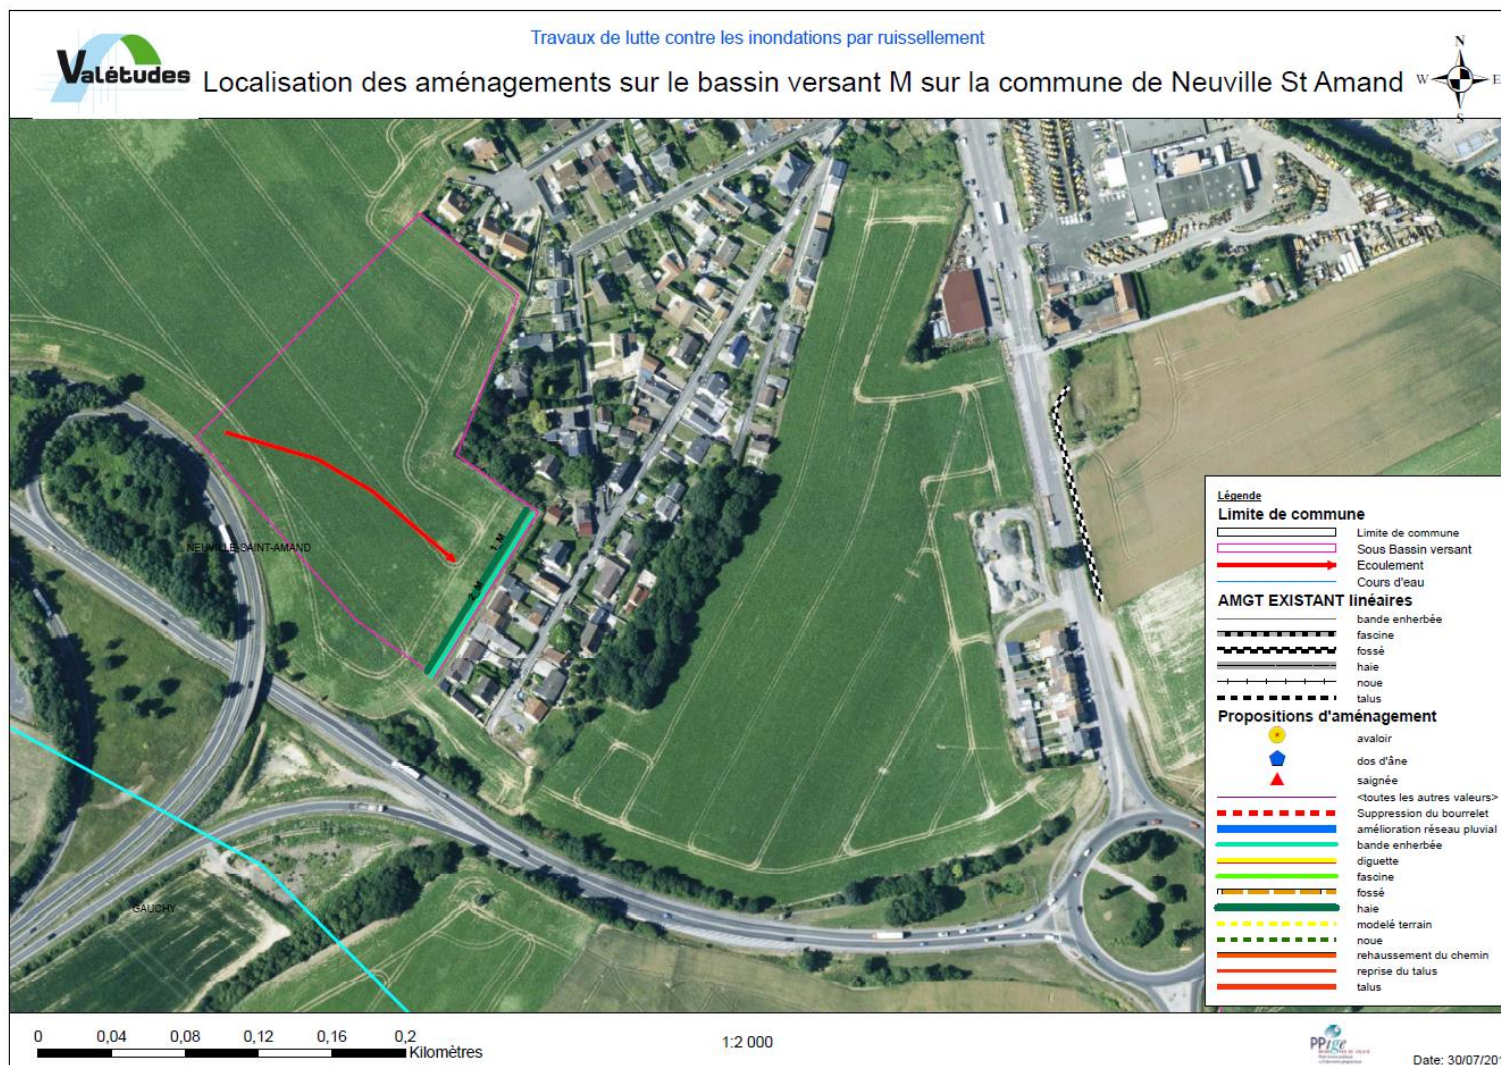 Travaux de lutte contre les inondations par ruissellement
Valétudes
Localisation des aménagements sur le bassin versant M sur la commune de Neuville St Amand
N
W
E
S
1 M
2 M
NEUVILLE-SAINT-AMAND
GAUCHY
Légende
Limite de commune
Limite de commune
Sous Bassin versant
Ecoulement
Cours d'eau
AMGT EXISTANT linéaires
bande enherbée
fascine
fossé
haie
noue
talus
Propositions d'aménagement
avaloir
dos d'âne
saignée
<toutes les autres valeurs>
Suppression du bourrelet
amélioration réseau pluvial
bande enherbée
diguette
fascine
fossé
haie
modelé terrain
noue
rehaussement du chemin
reprise du talus
talus
0 0,04 0,08 0,12 0,16 0,2
Kilomètres
1:2 000
PPige
Date: 30/07/201